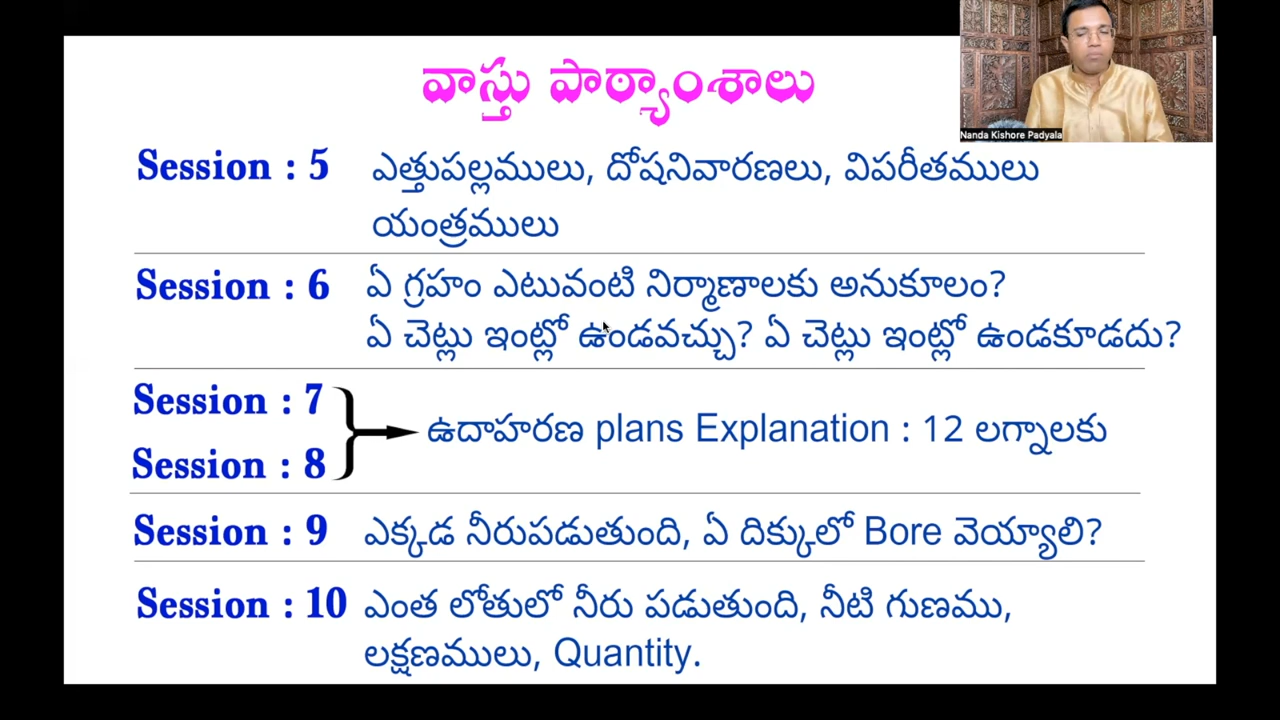 వాస్తు పాఠ్యాంశాలు
Nanda Kishore Padyala
Session : 5 ఎత్తుపల్లములు, దోషనివారణలు, విపరీతములు
యంత్రములు
Session : 6 ఏ గ్రహం ఎటువంటి నిర్మాణాలకు అనుకూలం?
ఏ చెట్లు ఇంట్లో ఉండవచ్చు? ఏ చెట్లు ఇంట్లో ఉండకూడదు?
Session : 7
ఉదాహరణ plans Explanation : 12 లగ్నాలకు
Session : 8
Session : 9 ఎక్కడ నీరుపడుతుంది, ఏ దిక్కులో Bore వెయ్యాలి?
Session : 10 ఎంత లోతులో నీరు పడుతుంది, నీటి గుణము,
లక్షణములు, Quantity.